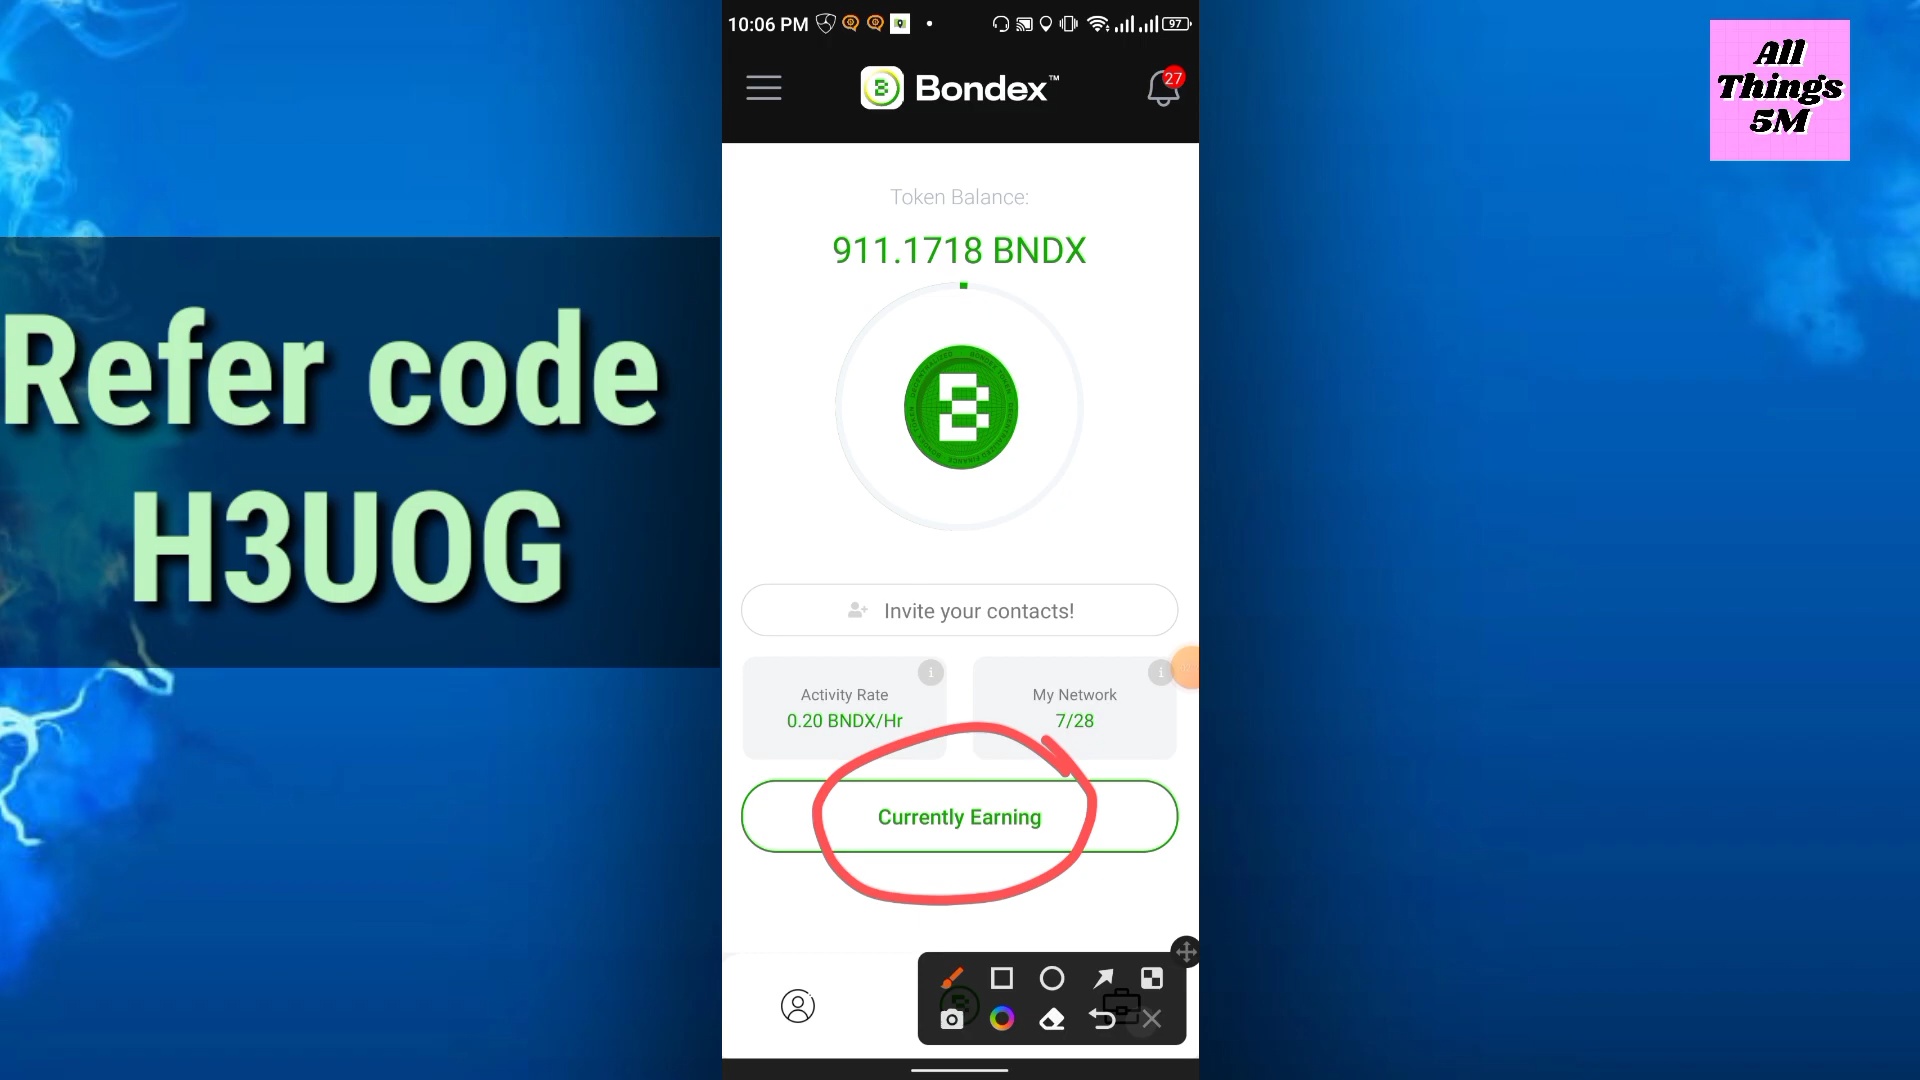 10:06 PM
97
Bondex™
27
All
Things
5M
Token Balance:
911.1718 BNDX
Refer code
H3UOG
Invite your contacts!
Activity Rate
0.20 BNDX/Hr
My Network
7/28
Currently Earning